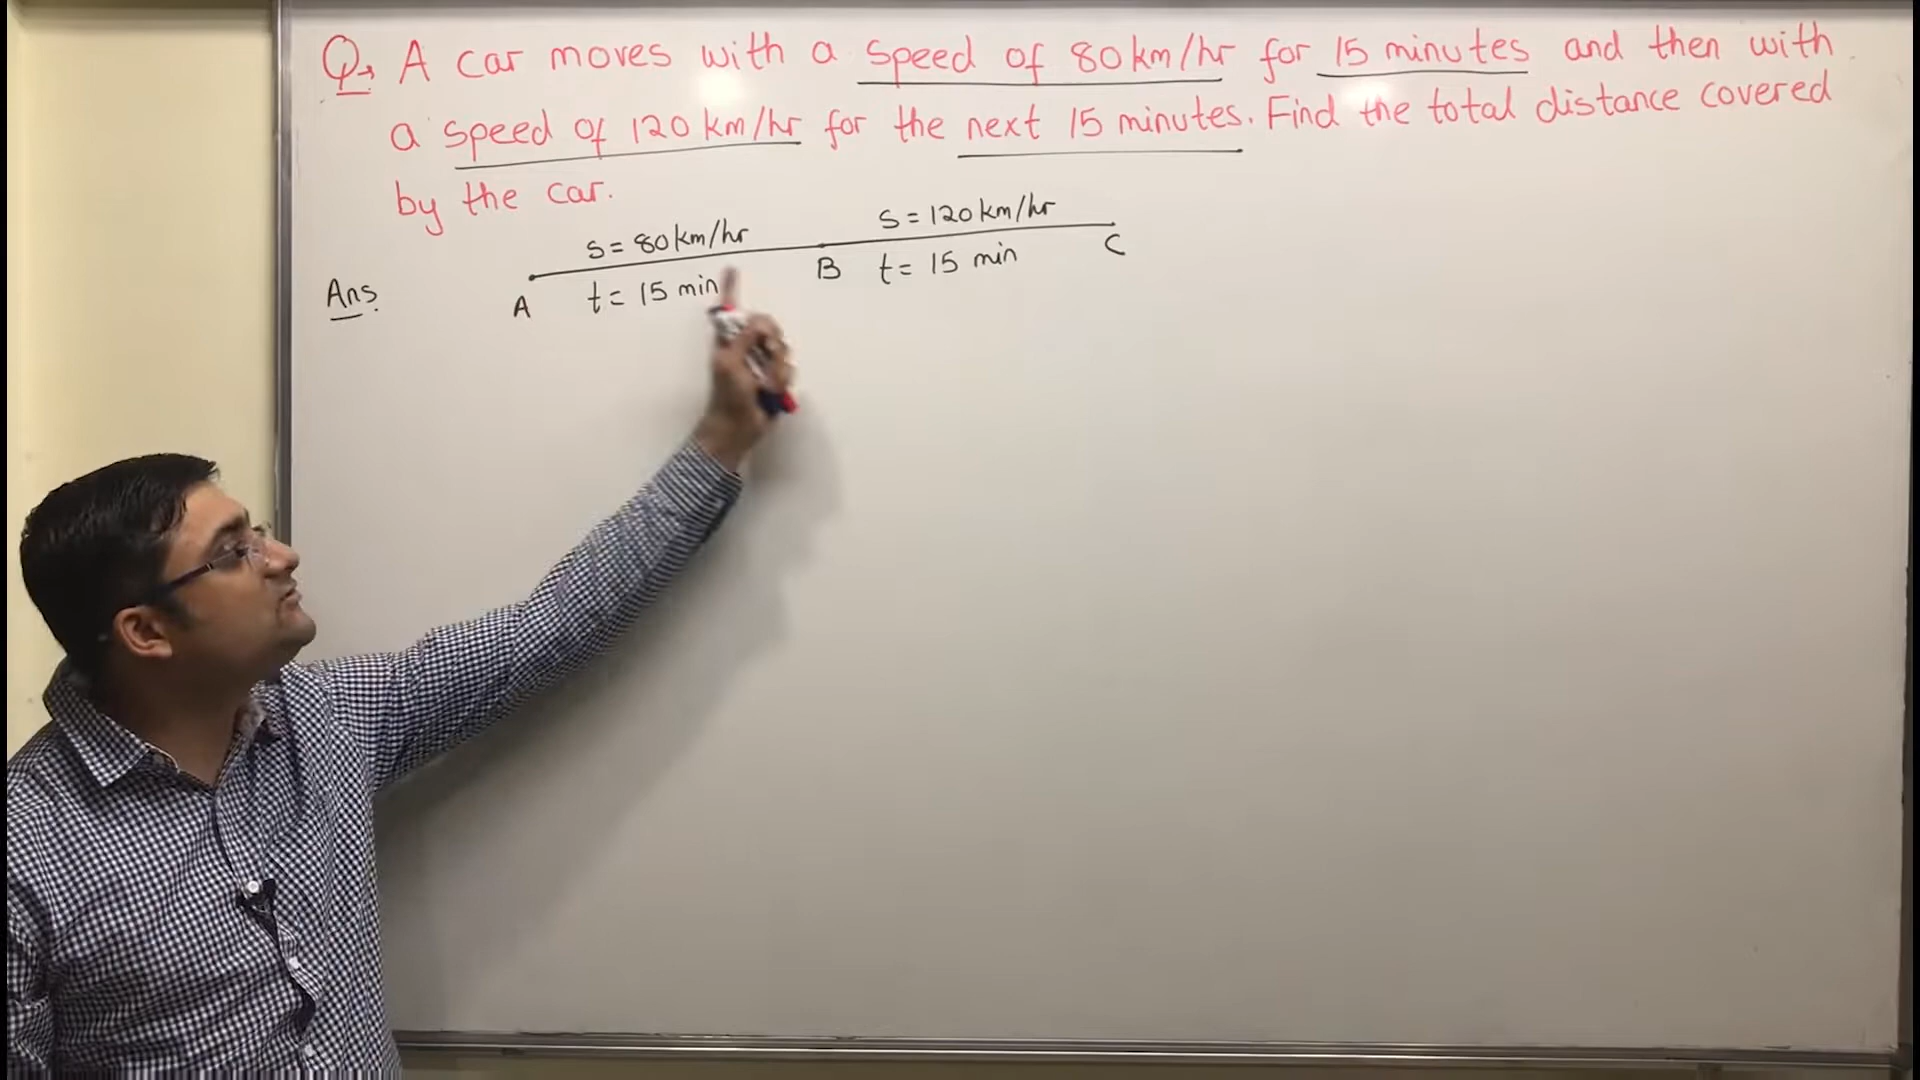 Q→ A car moves with a speed of 80 km/hr for 15 minutes and then with
a speed of 120 km/hr for the next 15 minutes. Find the total distance covered
by the car.
Ans
S = 80 km/hr
S = 120 km/hr
t = 15 min
t = 15 min
A
B
C